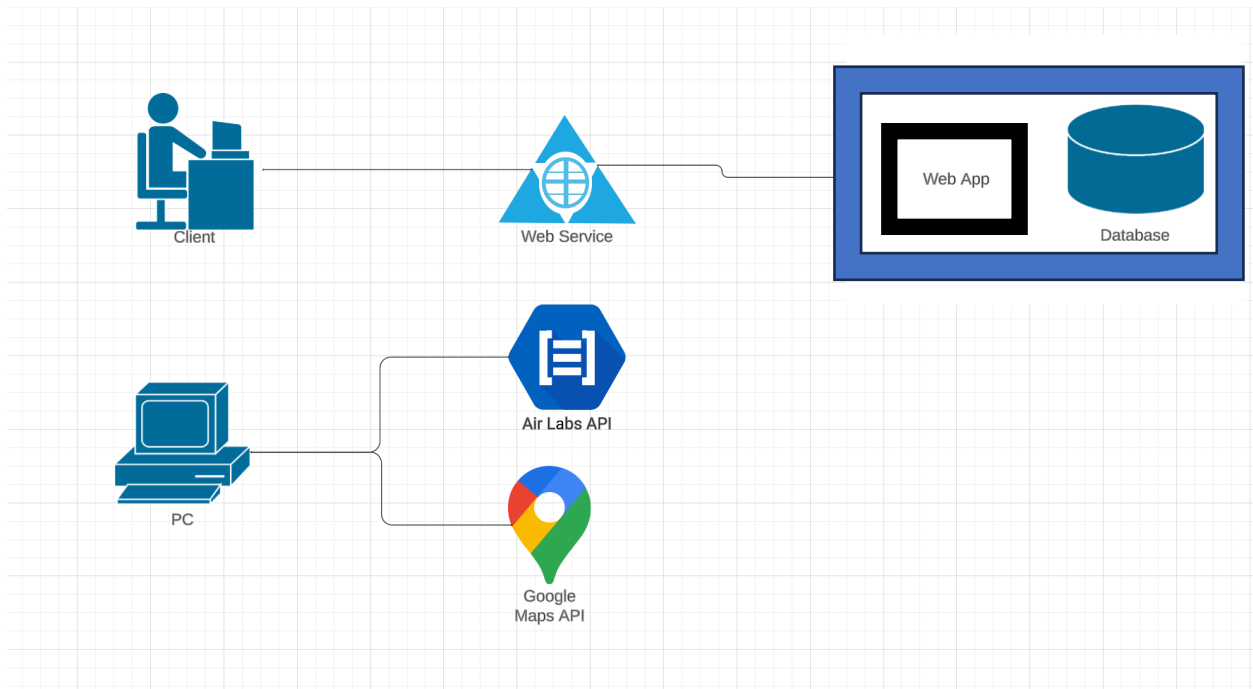 Client
Web Service
Web App
Database
Air Labs API
PC
Google
Maps API